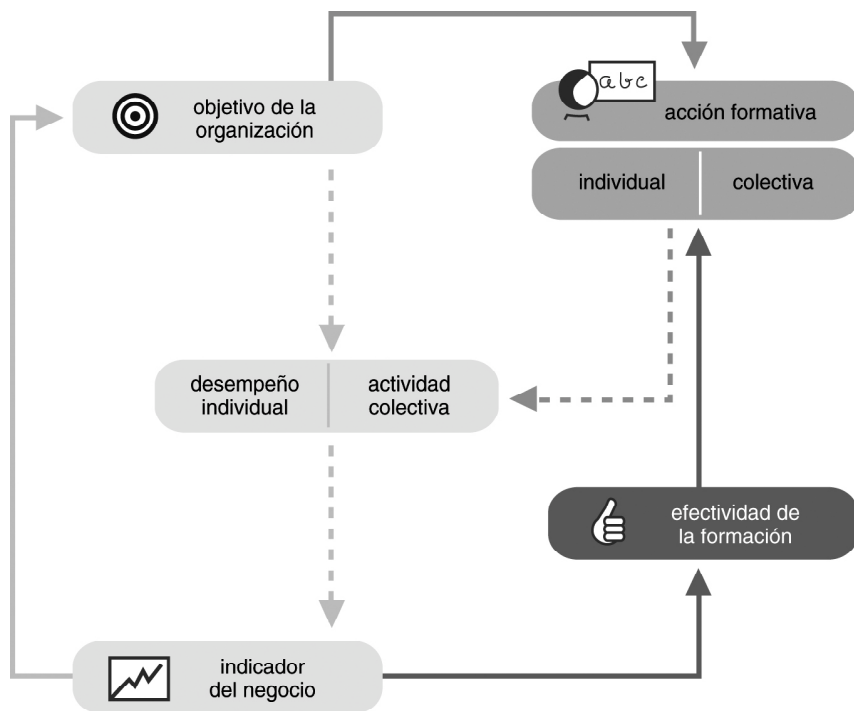 objetivo de la
organización
abc
acción formativa
individual
colectiva
desempeño
individual
actividad
colectiva
efectividad de
la formación
indicador
del negocio